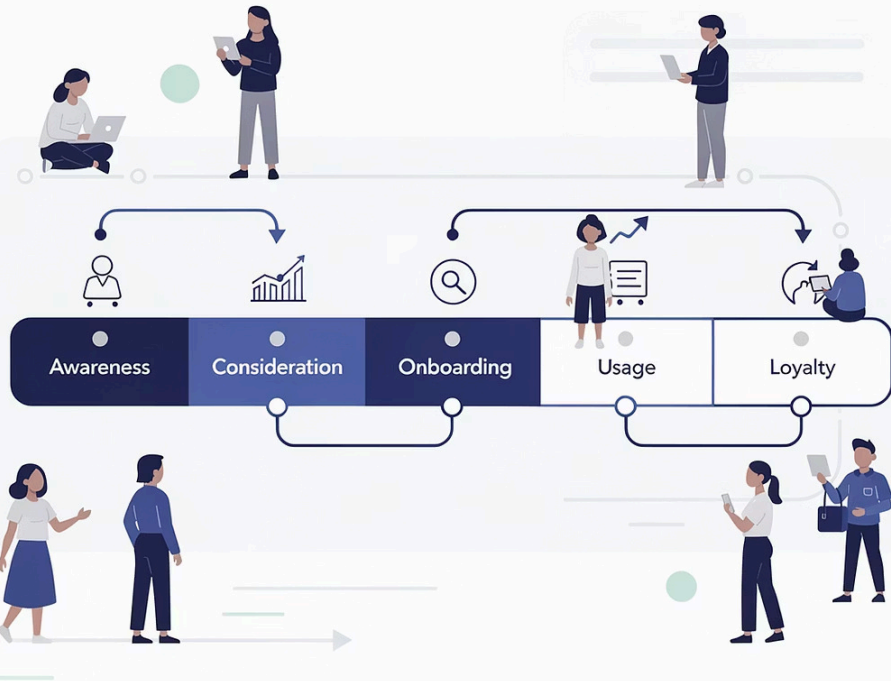 Awareness
Consideration
Onboarding
Usage
Loyalty